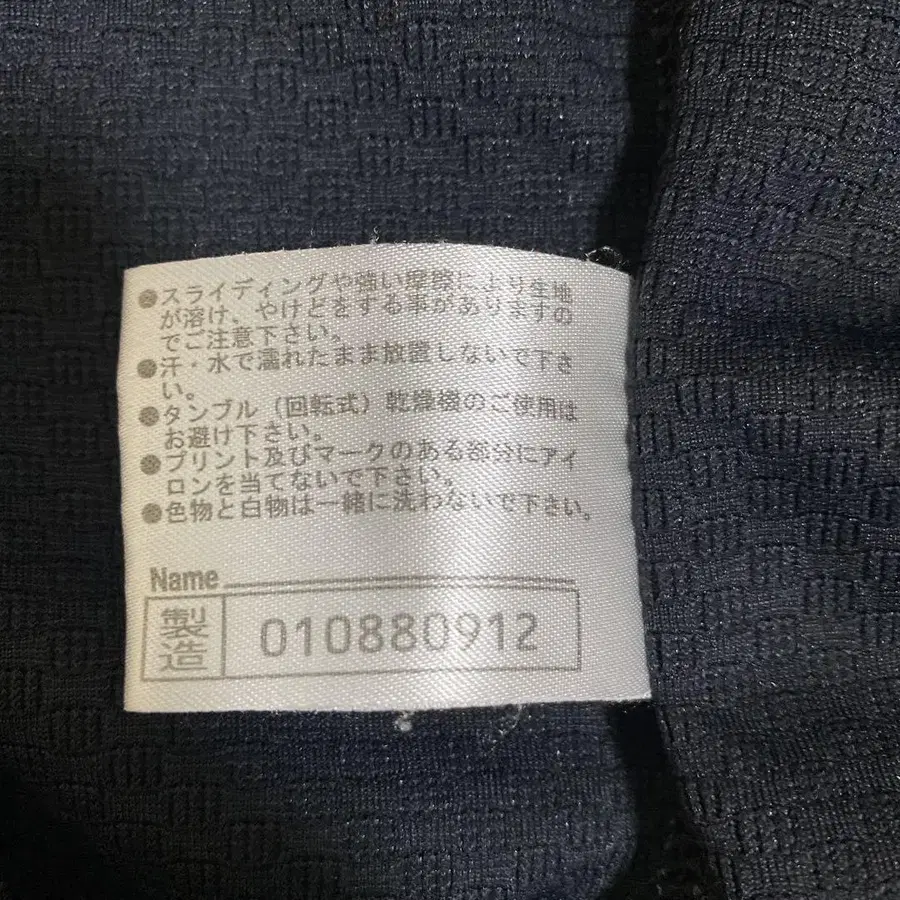 ●スライディングや強い摩擦により生地
が溶け、やけどをする事がありますの
でご注意下さい。
●汗・水で濡れたまま放置しないで下さ
い。
●タンブル（回転式）乾燥機のご使用は
お避け下さい。
●プリント及びマークのある部分にアイ
ロンを当てないで下さい。
●色物と白物は一緒に洗わないで下さい。
Name
製造 010880912